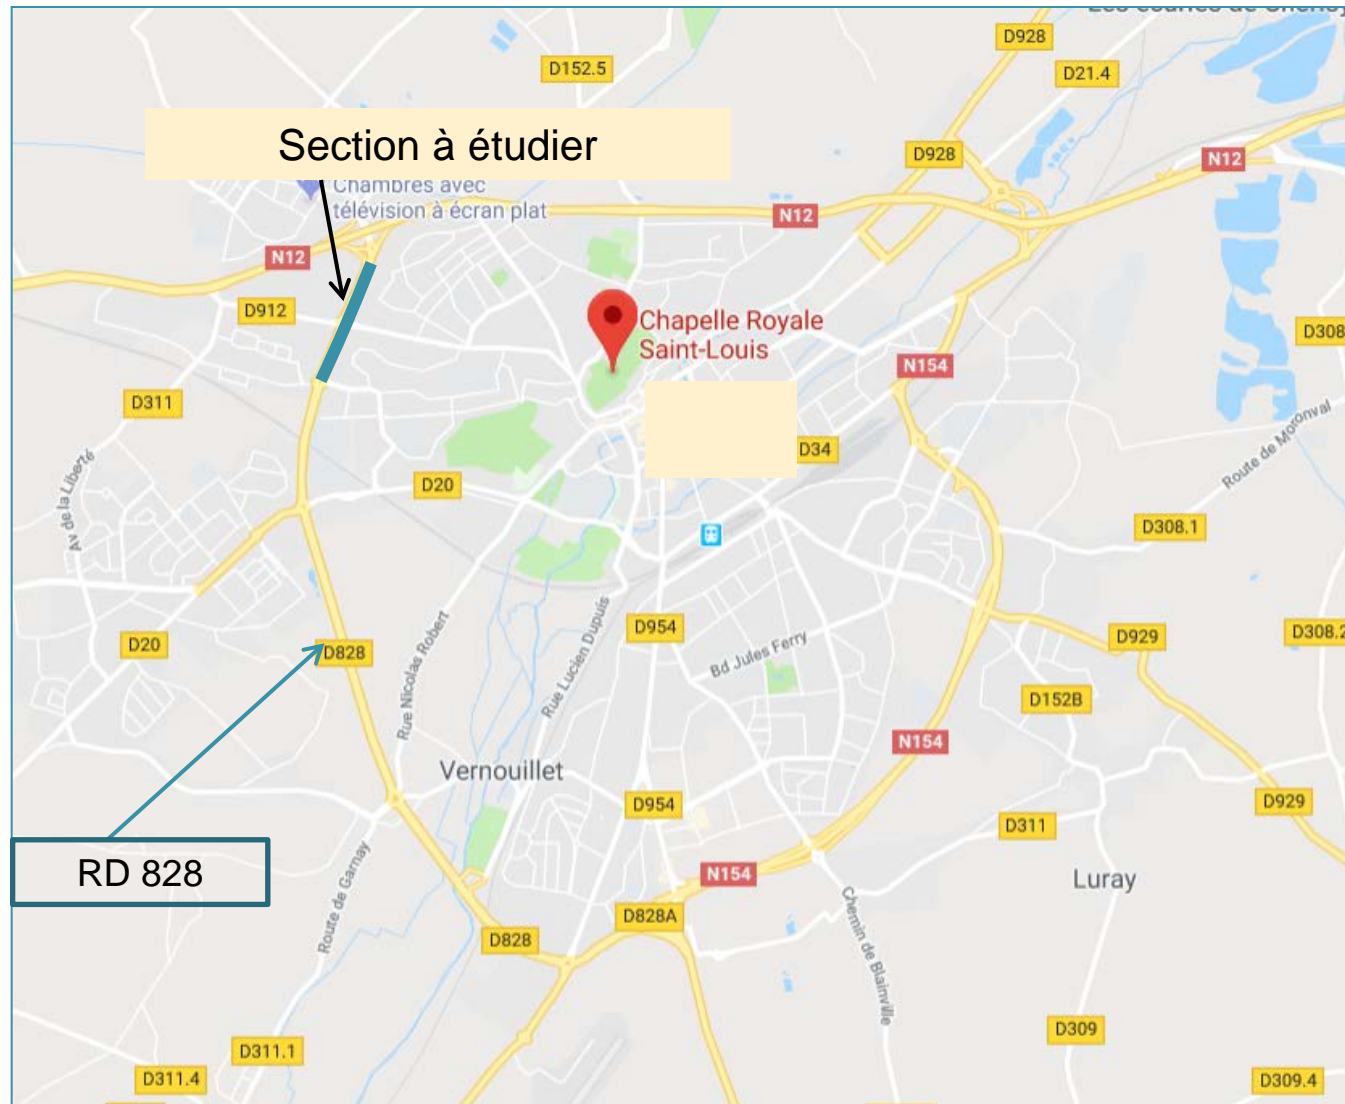 D928
D152.5
D21.4
Section à étudier
D928
N12
Chambres avec
télévision à écran plat
N12
N12
D912
Chapelle Royale
Saint-Louis
D308
N154
D311
Route de Moronval
D34
Av de la Liberté
D20
D308.1
Rue Nicolas Robert
Rue Lucien Dupuis
D954
D929
D308.2
D20
D828
Bd Jules Ferry
D152B
N154
Vernouillet
D954
D929
D311
RD 828
N154
Luray
Route de Garnay
D828A
Chemin de Blainville
D828
D309
D311.1
D311.4
D309.4